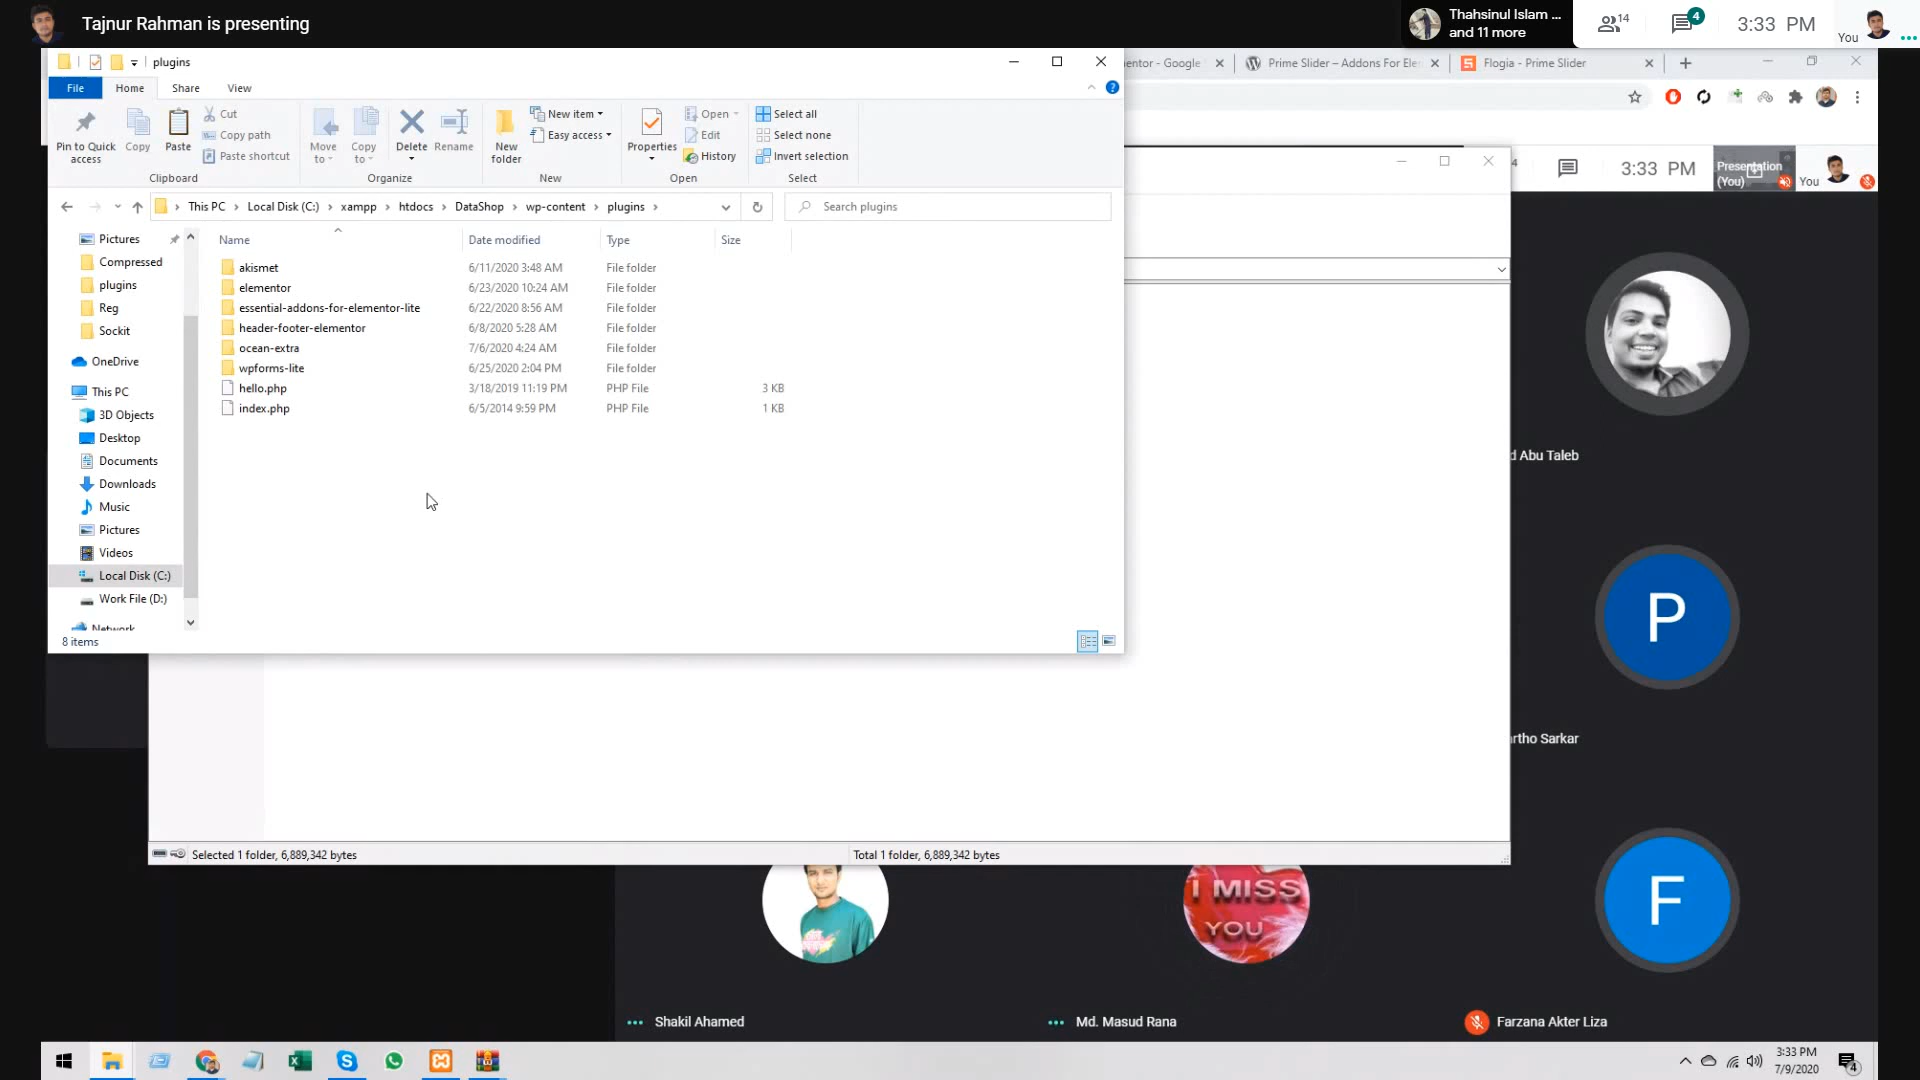 Tajnur Rahman is presenting
Thahsinul Islam ...
and 11 more
14
4
3:33 PM
You
plugins
File
Home
Share
View
Pin to Quick access
Copy
Paste
Cut
Copy path
Paste shortcut
Clipboard
Move to
Copy to
Delete
Rename
Organize
New folder
New item
Easy access
New
Properties
Open
Edit
History
Open
Select all
Select none
Invert selection
Select
This PC > Local Disk (C:) > xampp > htdocs > DataShop > wp-content > plugins >
Search plugins
entor - Google
Prime Slider – Addons For Ele
Flogia - Prime Slider
4
3:33 PM
Presentation
(You)
You
Name
Date modified
Type
Size
akismet 6/11/2020 3:48 AM File folder
elementor 6/23/2020 10:24 AM File folder
essential-addons-for-elementor-lite 6/22/2020 8:56 AM File folder
header-footer-elementor 6/8/2020 5:28 AM File folder
ocean-extra 7/6/2020 4:24 AM File folder
wpforms-lite 6/25/2020 2:04 PM File folder
hello.php 3/18/2019 11:19 PM PHP File 3 KB
index.php 6/5/2014 9:59 PM PHP File 1 KB
Pictures
Compressed
plugins
Reg
Sockit
OneDrive
This PC
3D Objects
Desktop
Documents
Downloads
Music
Pictures
Videos
Local Disk (C:)
Work File (D:)
Network
8 items
d Abu Taleb
P
rtho Sarkar
Selected 1 folder, 6,889,342 bytes
Total 1 folder, 6,889,342 bytes
I MISS
YOU
F
Shakil Ahamed
Md. Masud Rana
Farzana Akter Liza
3:33 PM
7/9/2020
4